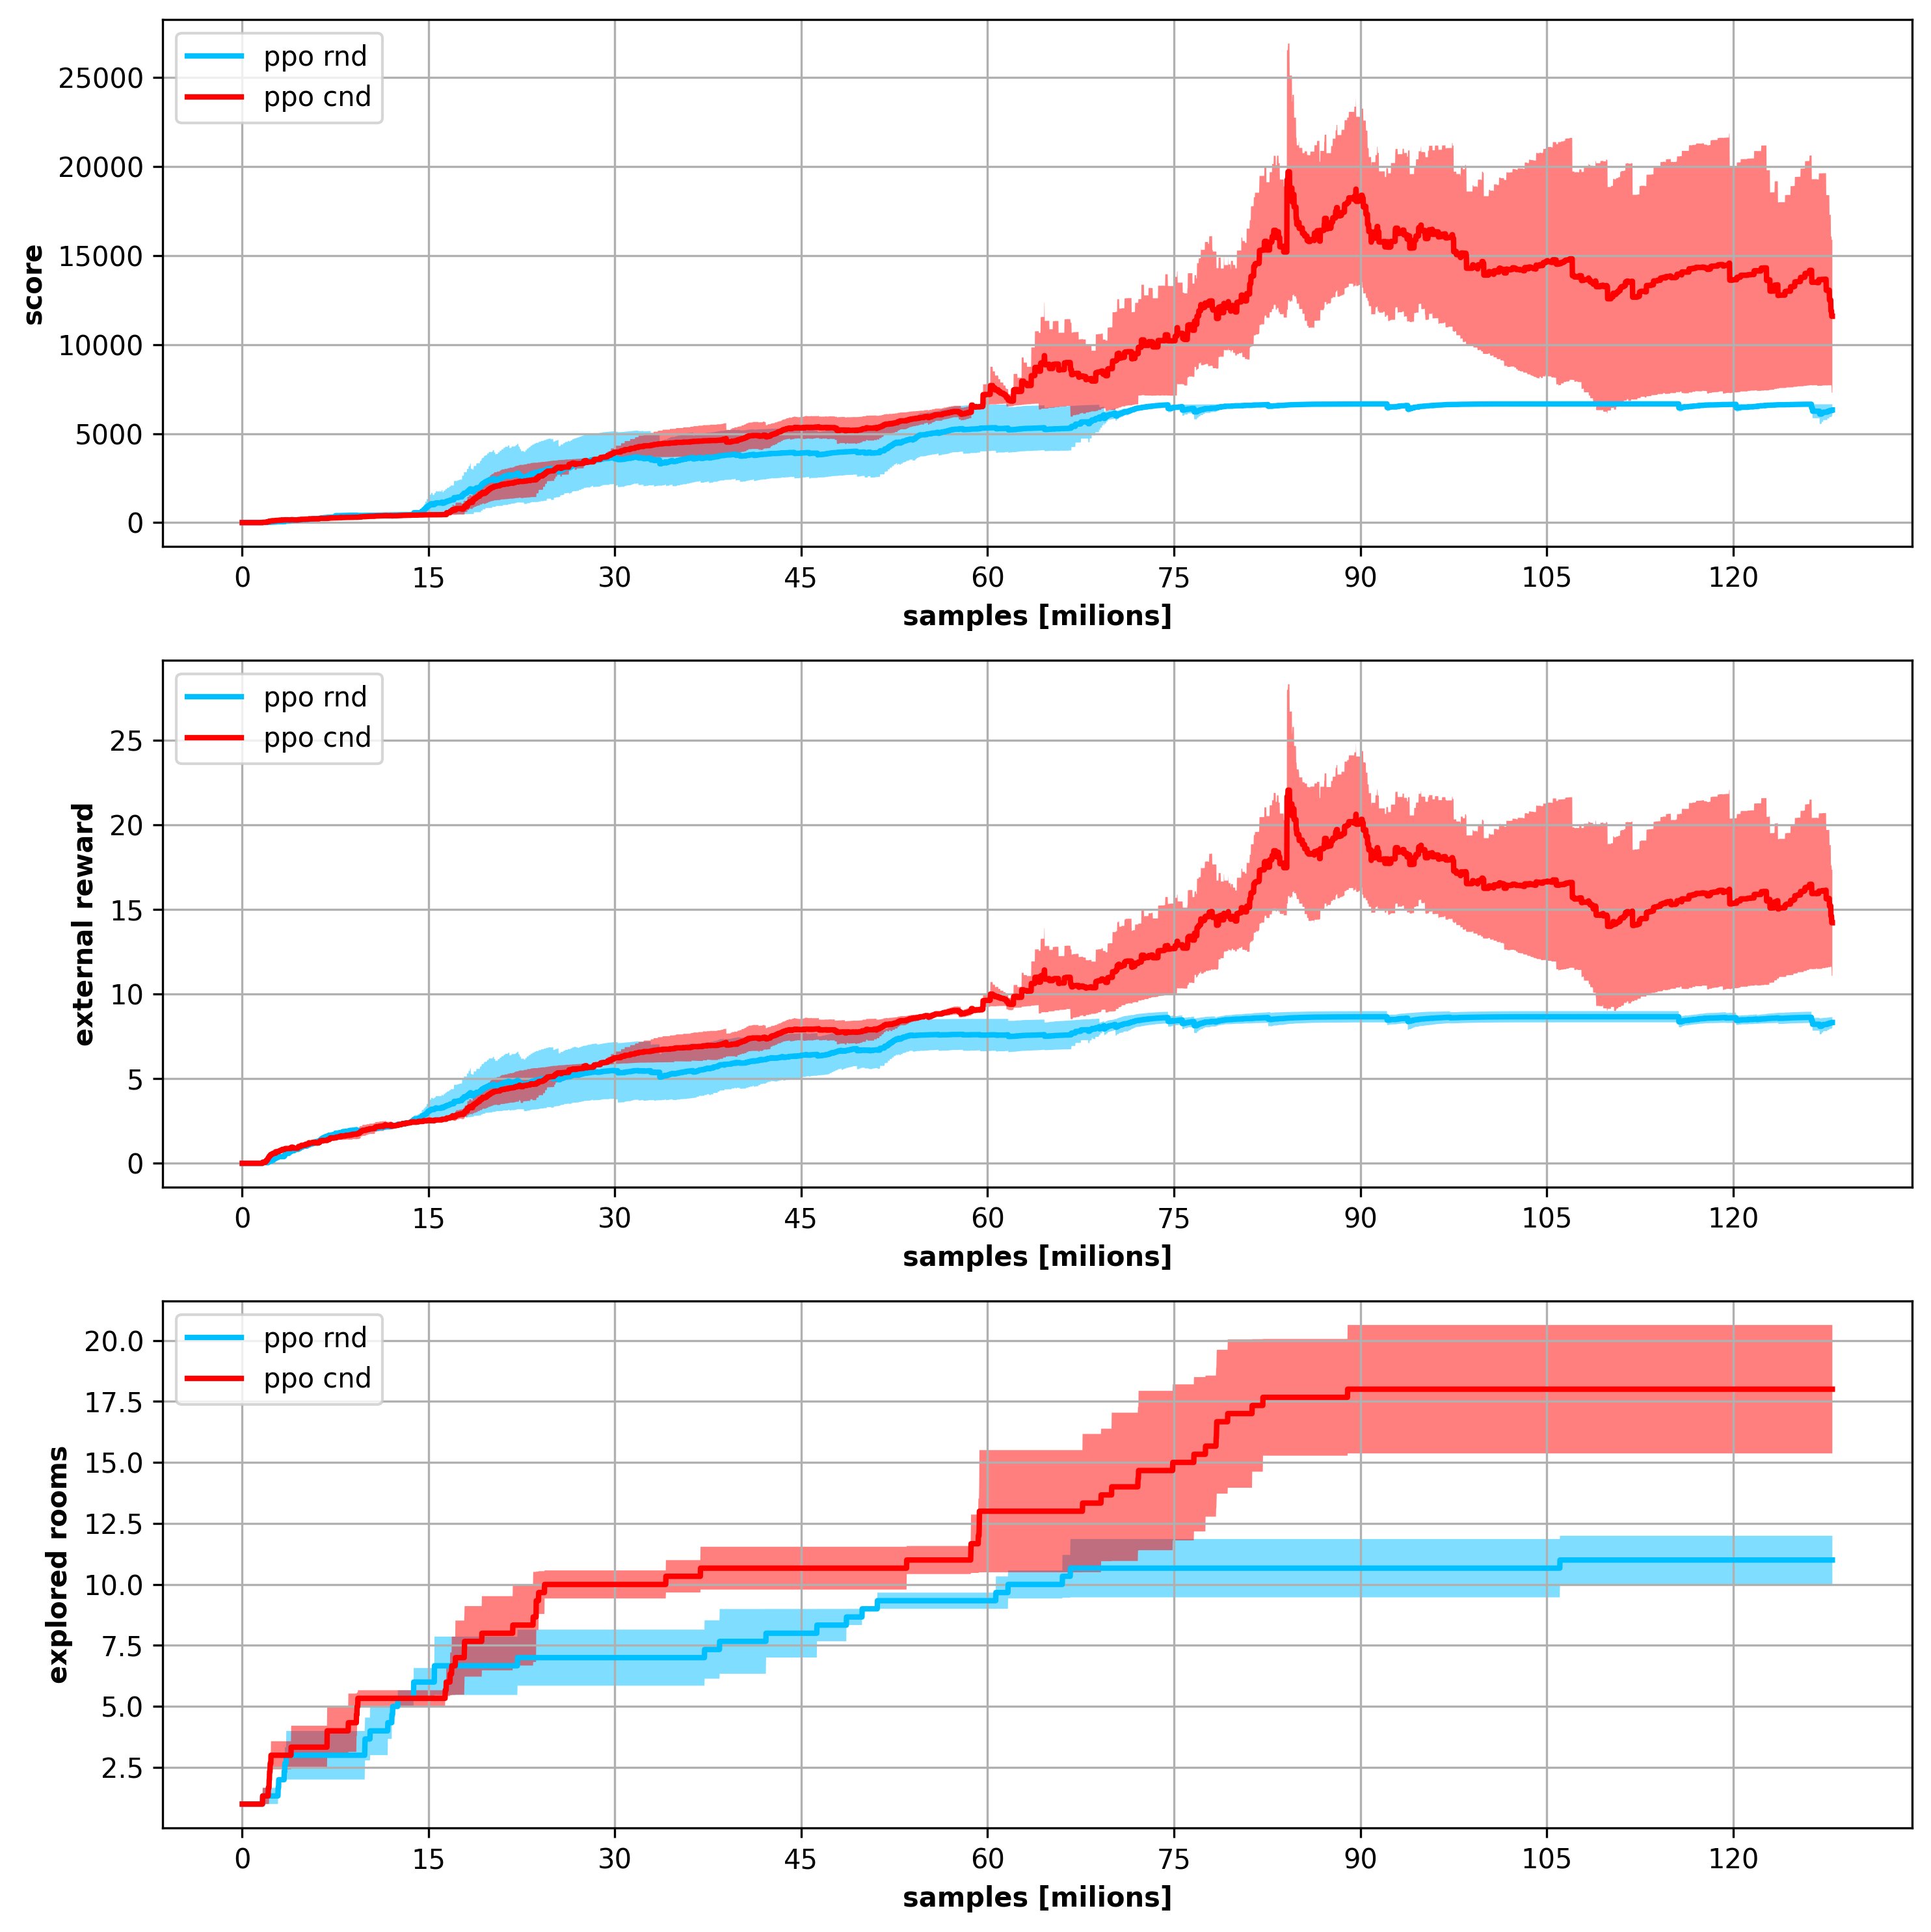 ppo rnd
ppo cnd
25000
20000
15000
10000
5000
0
score
0 15 30 45 60 75 90 105 120
samples [milions]
ppo rnd
ppo cnd
25
20
15
10
5
0
external reward
0 15 30 45 60 75 90 105 120
samples [milions]
ppo rnd
ppo cnd
20.0
17.5
15.0
12.5
10.0
7.5
5.0
2.5
explored rooms
0 15 30 45 60 75 90 105 120
samples [milions]